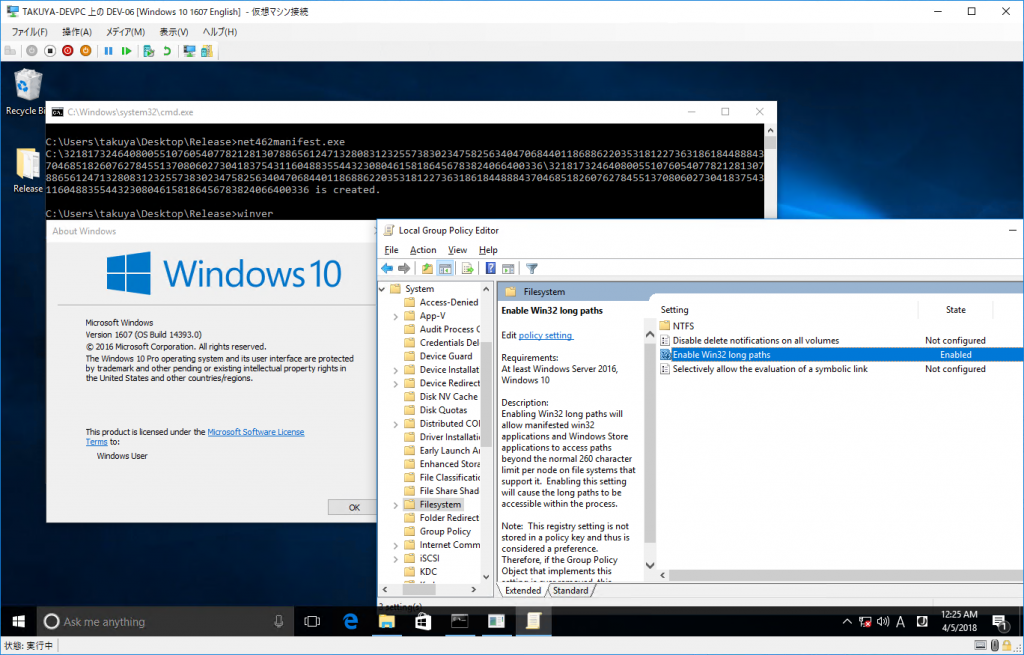 TAKUYA-DEVPC 上の DEV-06 [Windows 10 1607 English] - 仮想マシン接続
ファイル(F) 操作(A) メディア(M) 表示(V) ヘルプ(H)
Recycle Bi
Release
C:\Windows\system32\cmd.exe
C:\Users\takuya\Desktop\Release>net462manifest.exe
is created.
C:\Users\takuya\Desktop\Release>winver
About Windows
Windows 10
Microsoft Windows
Version 1607 (OS Build 14393.0)
© 2016 Microsoft Corporation. All rights reserved.
The Windows 10 Pro operating system and its user interface are protected
by trademark and other pending or existing intellectual property rights in
the United States and other countries/regions.
This product is licensed under the Microsoft Software License
Terms to:
Windows User
OK
Local Group Policy Editor
File Action View Help
System
Access-Denied
App-V
Audit Process C
Credentials Del
Device Guard
Device Installat
Device Redirect
Disk NV Cache
Disk Quotas
Distributed CO
Driver Installati
Early Launch A
Enhanced Stora
File Classificatio
File Share Shad
Filesystem
Folder Redirect
Group Policy
Internet Comm
iSCSI
KDC
Filesystem
Enable Win32 long paths
Edit policy setting
Requirements:
At least Windows Server 2016,
Windows 10
Description:
Enabling Win32 long paths will
allow manifested win32
applications and Windows Store
applications to access paths
beyond the normal 260 character
limit per node on file systems that
support it. Enabling this setting
will cause the long paths to be
accessible within the process.
Note: This registry setting is not
stored in a policy key and thus is
considered a preference.
Therefore, if the Group Policy
Object that implements this
Setting State
NTFS
Disable delete notifications on all volumes Not configured
Enable Win32 long paths Enabled
Selectively allow the evaluation of a symbolic link Not configured
Extended Standard
setting(s)
Ask me anything
A
12:25 AM
4/5/2018
1
状態: 実行中